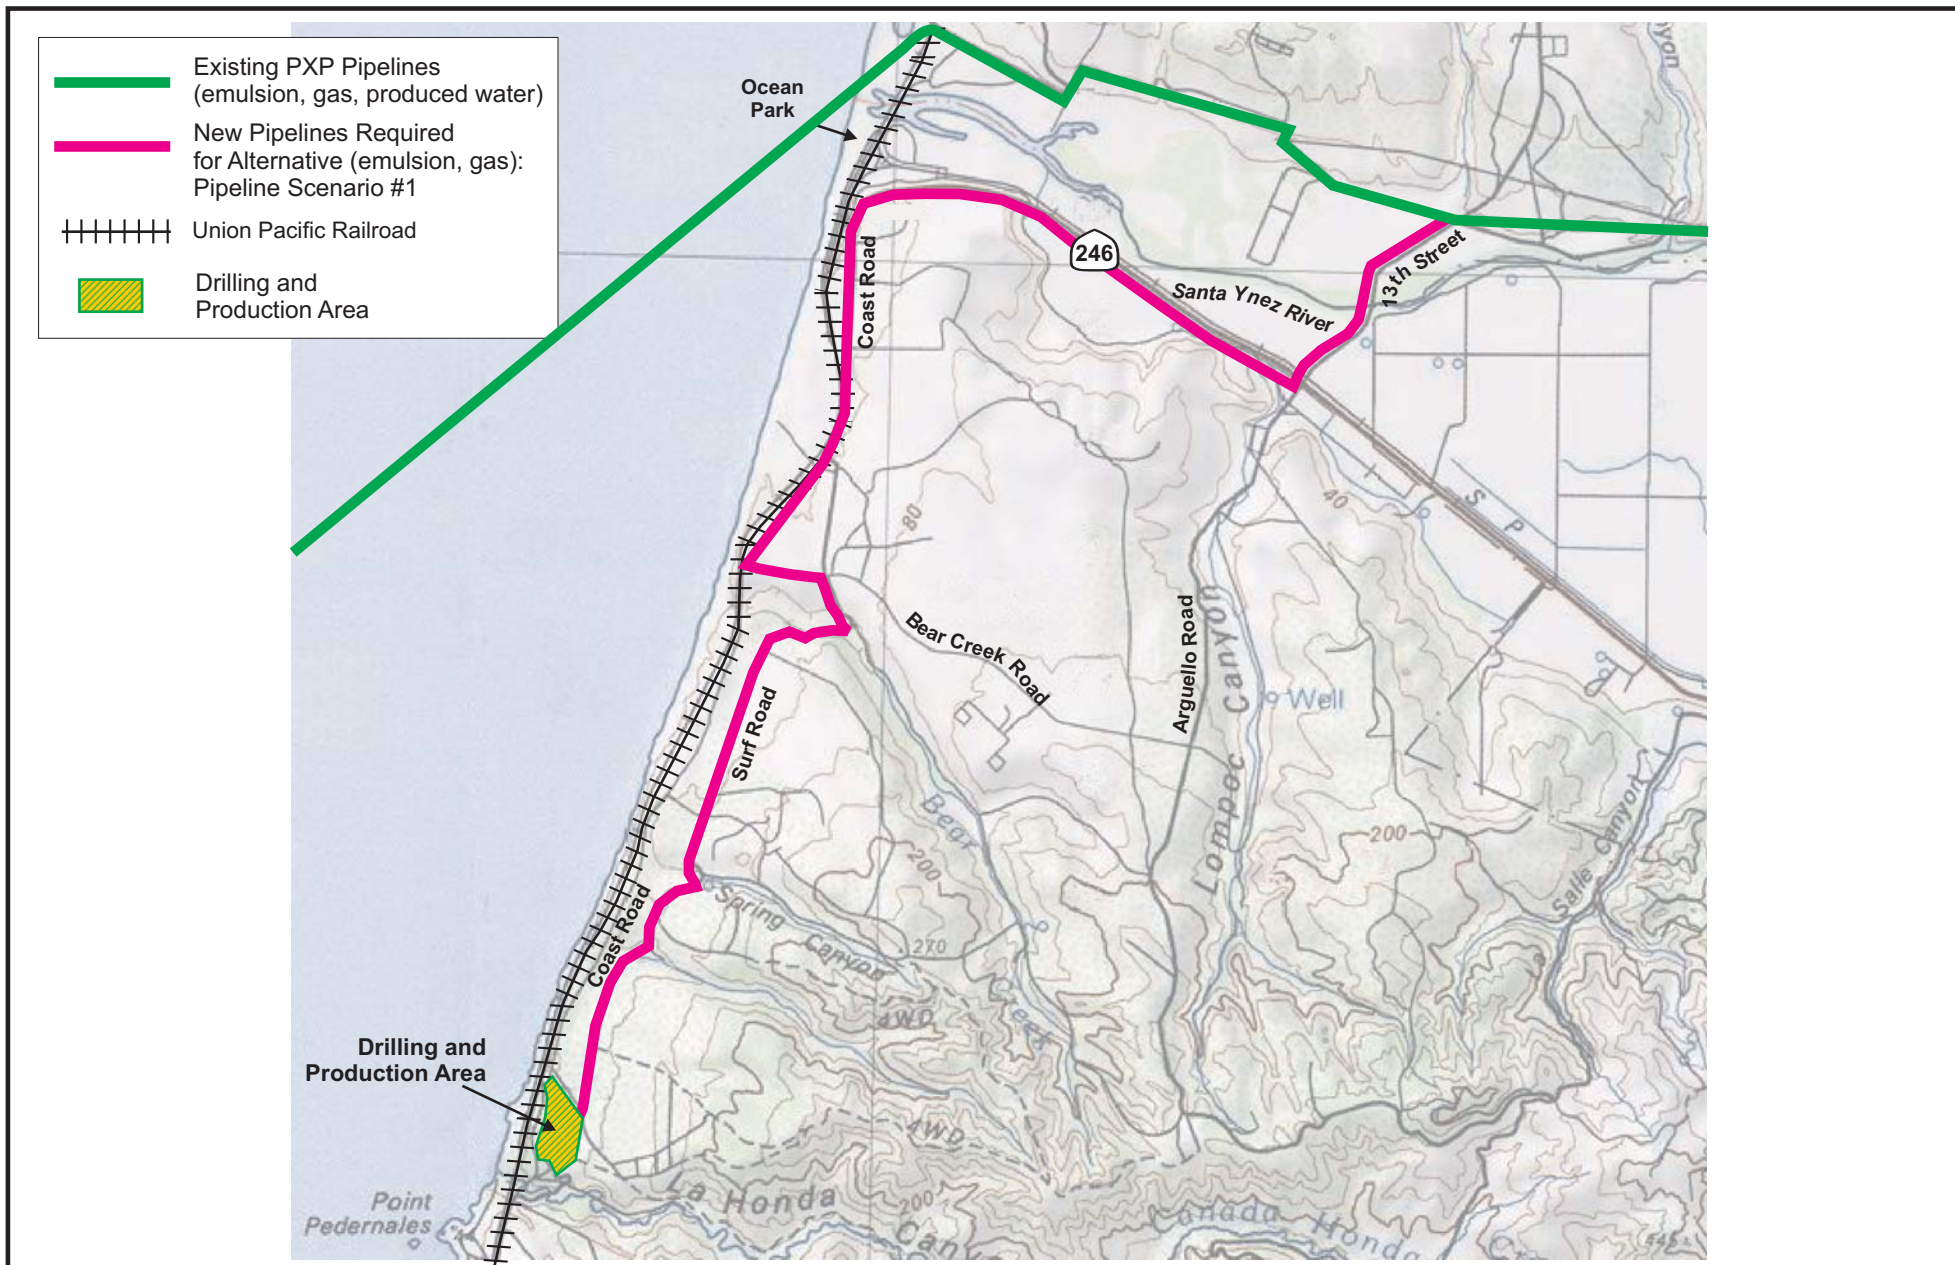 Existing PXP Pipelines
(emulsion, gas, produced water)
New Pipelines Required
for Alternative (emulsion, gas):
Pipeline Scenario #1
Union Pacific Railroad
Drilling and
Production Area
Ocean
Park
yon
Coast Road
246
Santa Ynez River
13th Street
80
40
S P
Bear Creek Road
Arguello Road
Lompoc Canyon
Well
Surf Road
Bear Creek
200
200
Salle Canyon
Coast Road
Spring Canyon
270
4WD
Drilling and
Production Area
4WD
La Honda Can
200
Point
Pedernales
Canada Honda